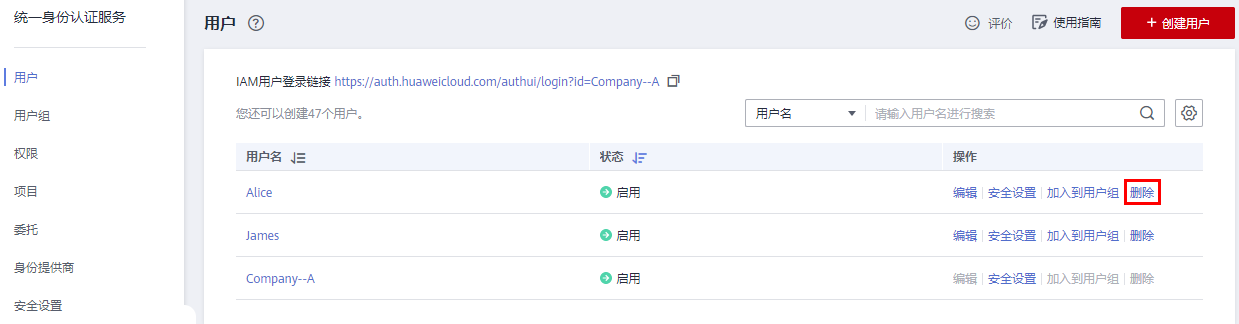 统一身份认证服务
用户
用户组
权限
项目
委托
身份提供商
安全设置
用户 ?
评价 使用指南 + 创建用户
IAM用户登录链接 https://auth.huaweicloud.com/authui/login?id=Company--A
您还可以创建47个用户。
用户名 请输入用户名进行搜索
用户名 状态 操作
Alice 启用 编辑 安全设置 加入到用户组 删除
James 启用 编辑 安全设置 加入到用户组 删除
Company--A 启用 编辑 安全设置 加入到用户组 删除